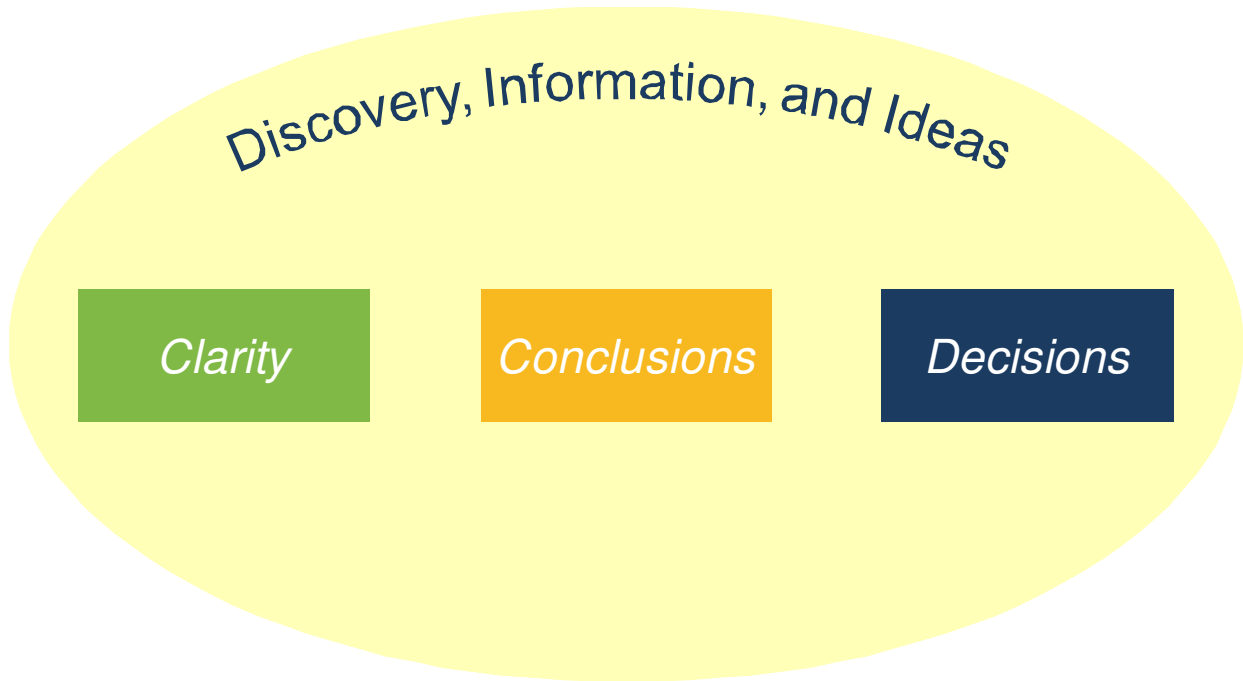 Discovery, Information, and Ideas
Clarity
Conclusions
Decisions